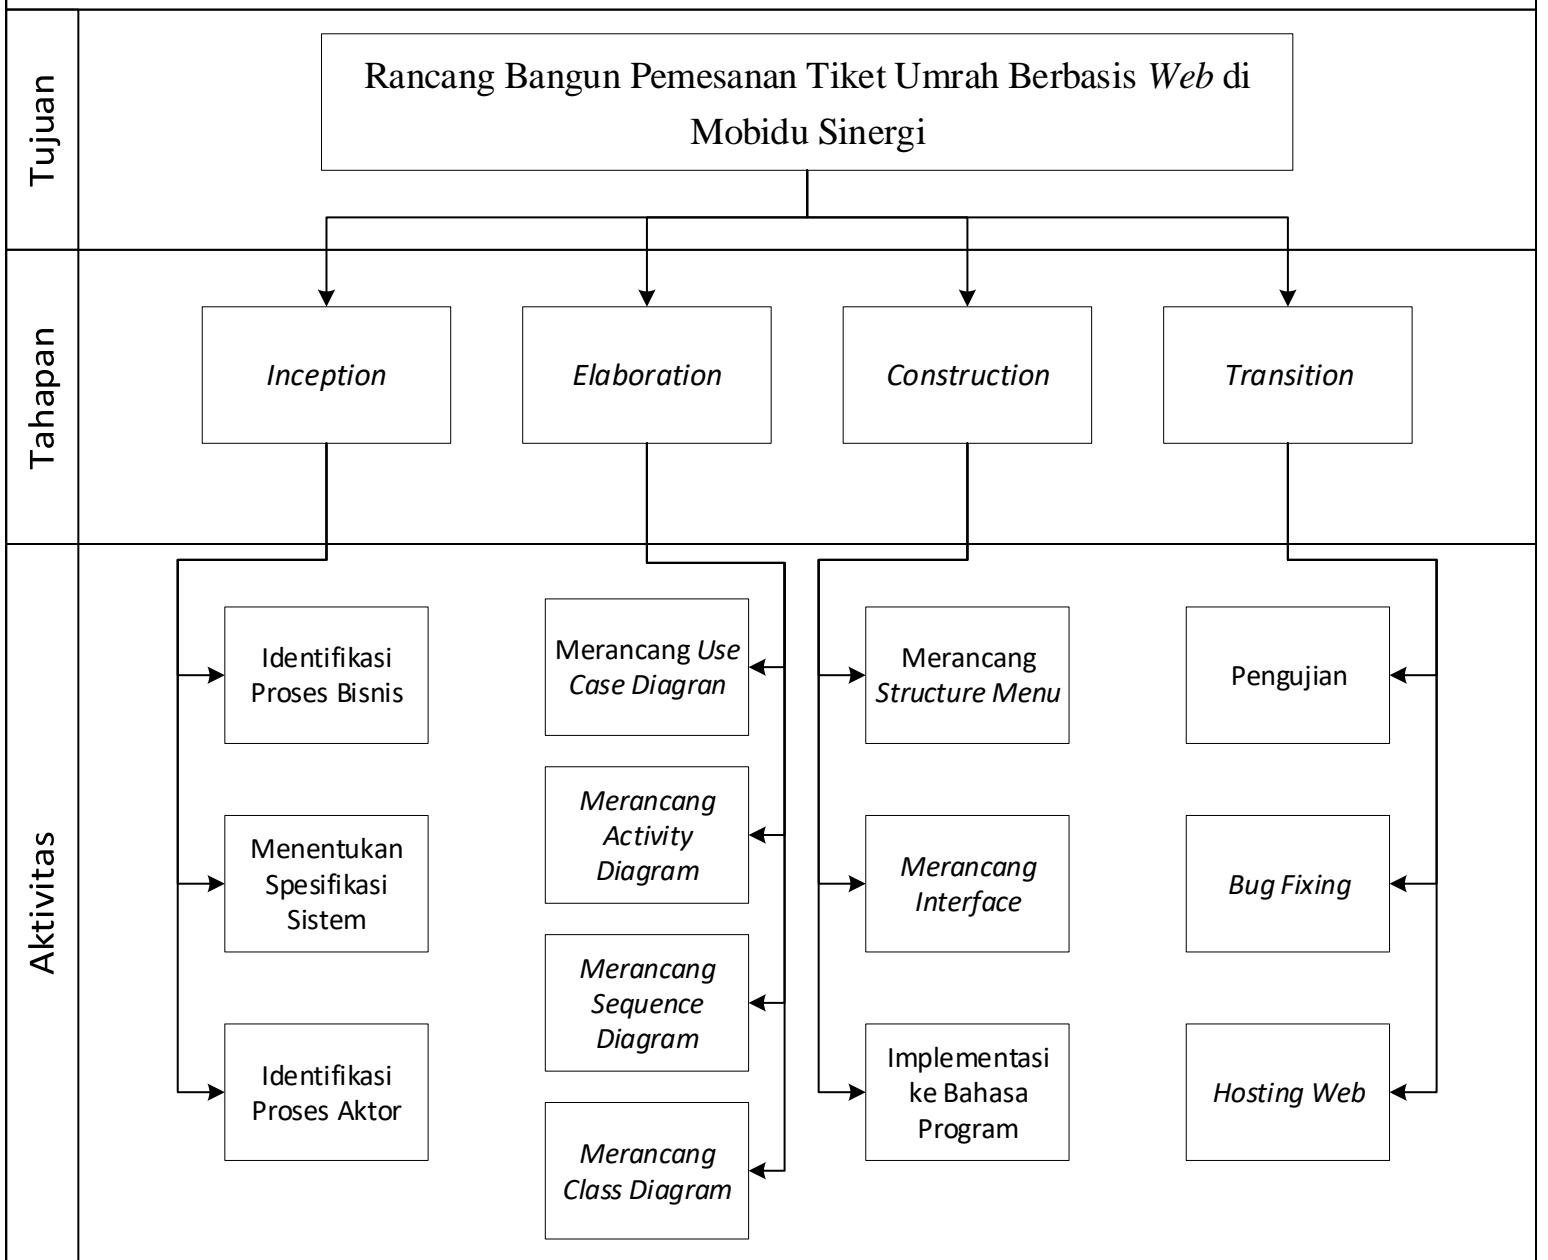 Tujuan
Rancang Bangun Pemesanan Tiket Umrah Berbasis Web di
Mobidu Sinergi
Tahapan
Inception
Elaboration
Construction
Transition
Aktivitas
Identifikasi
Proses Bisnis
Menentukan
Spesifikasi
Sistem
Identifikasi
Proses Aktor
Merancang Use
Case Diagran
Merancang
Activity
Diagram
Merancang
Sequence
Diagram
Merancang
Class Diagram
Merancang
Structure Menu
Merancang
Interface
Implementasi
ke Bahasa
Program
Pengujian
Bug Fixing
Hosting Web